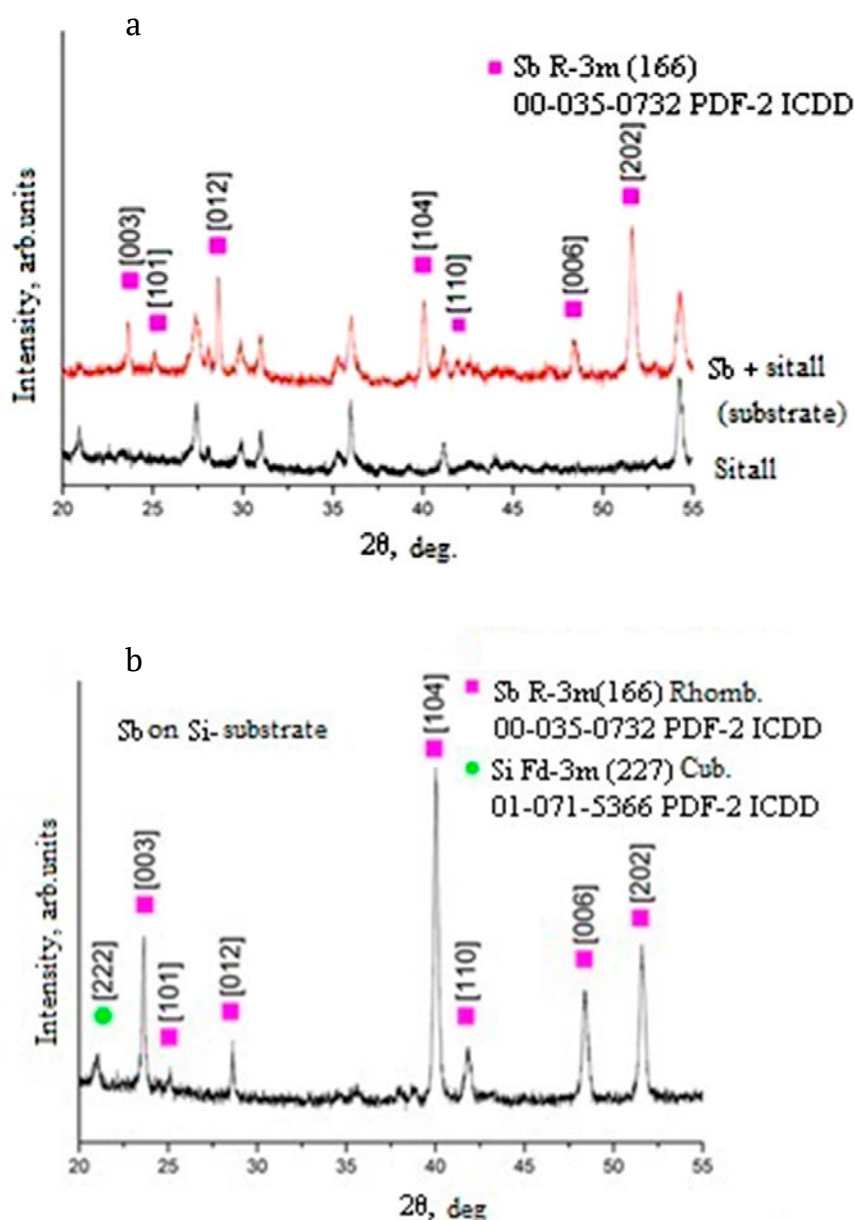 a
Sb R-3m (166)
00-035-0732 PDF-2 ICDD
Intensity, arb.units
[003]
[101]
[012]
[104]
[110]
[006]
[202]
Sb + sitall
(substrate)
Sitall
20 25 30 35 40 45 50 55
2θ, deg.
b
Sb on Si- substrate
Sb R-3m(166) Rhomb.
00-035-0732 PDF-2 ICDD
Si Fd-3m (227) Cub.
01-071-5366 PDF-2 ICDD
Intensity, arb.units
[222]
[003]
[101]
[012]
[104]
[110]
[006]
[202]
20 25 30 35 40 45 50 55
2θ, deg